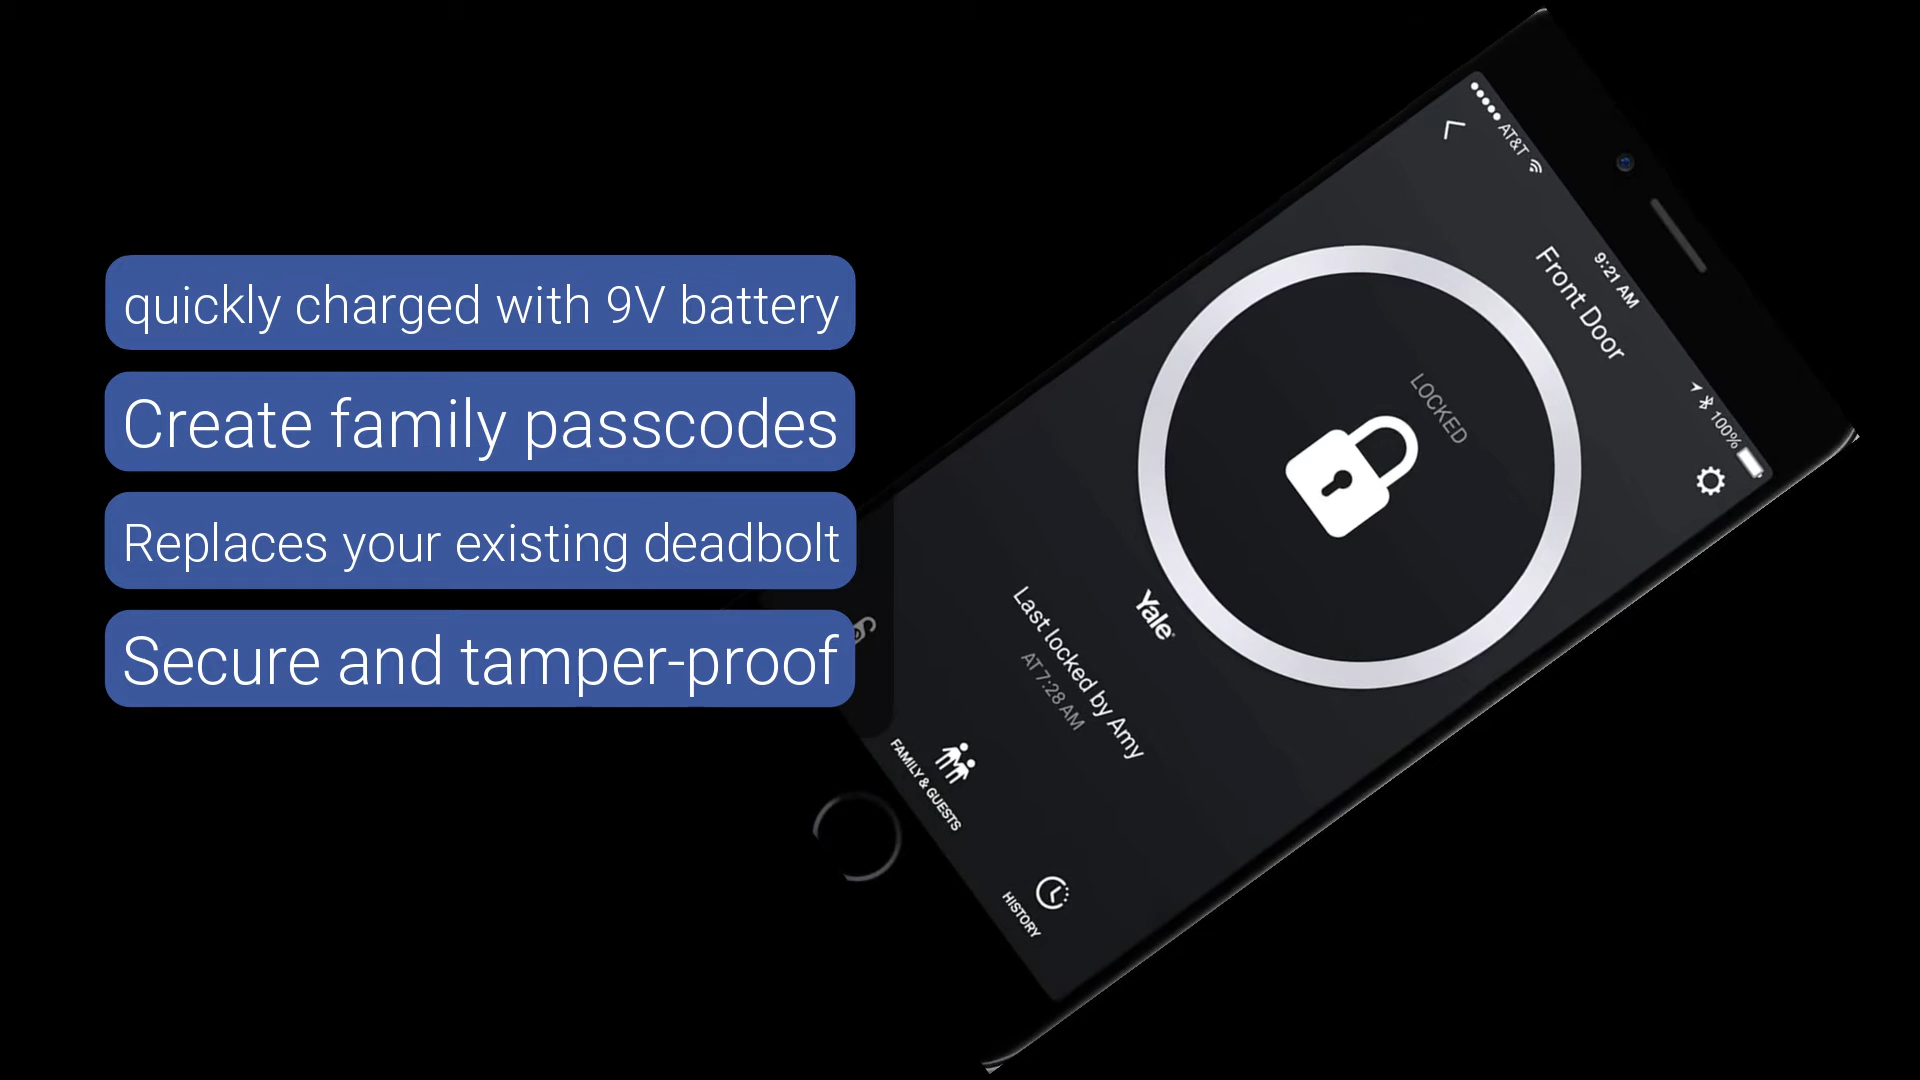 quickly charged with 9V battery
Create family passcodes
Replaces your existing deadbolt
Secure and tamper-proof
AT&T
9:21 AM
100%
Front Door
LOCKED
Yale
Last locked by Amy
AT 7:28 AM
FAMILY & GUESTS
HISTORY